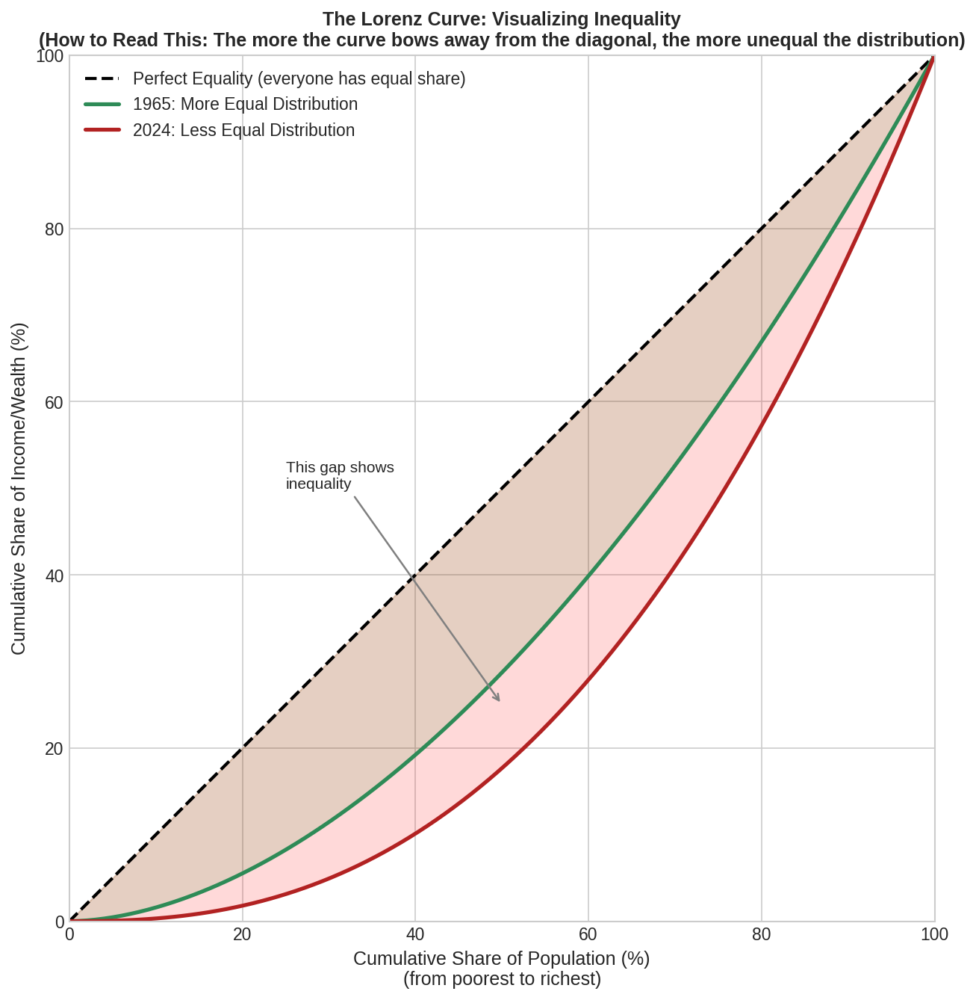 The Lorenz Curve: Visualizing Inequality
(How to Read This: The more the curve bows away from the diagonal, the more unequal the distribution)
Perfect Equality (everyone has equal share)
1965: More Equal Distribution
2024: Less Equal Distribution
Cumulative Share of Income/Wealth (%)
100
80
60
40
20
0
This gap shows
inequality
0
20
40
60
80
100
Cumulative Share of Population (%)
(from poorest to richest)